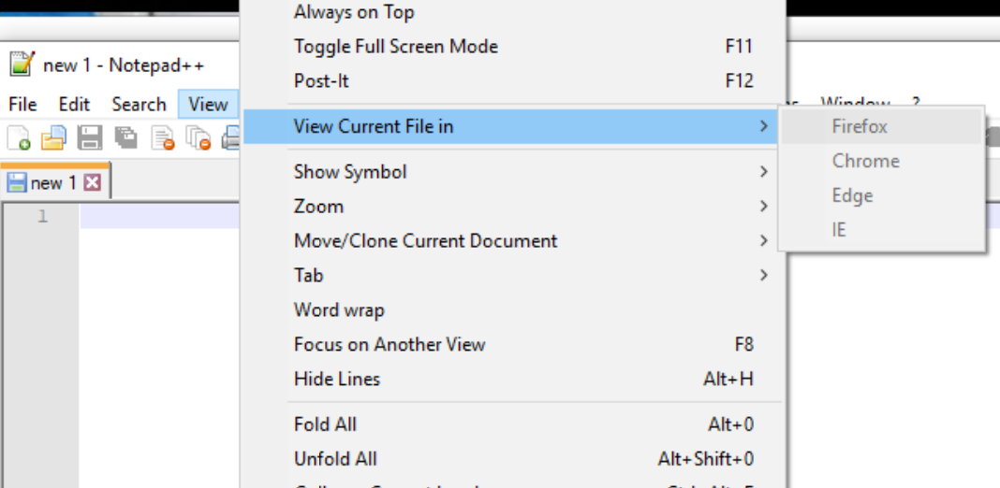 Always on Top
Toggle Full Screen Mode F11
new 1 - Notepad++
Post-It F12
File Edit Search View
Window ?
View Current File in
Firefox
Chrome
Edge
IE
new 1
Show Symbol
Zoom
1
Move/Clone Current Document
Tab
Word wrap
Focus on Another View F8
Hide Lines Alt+H
Fold All Alt+0
Unfold All Alt+Shift+0